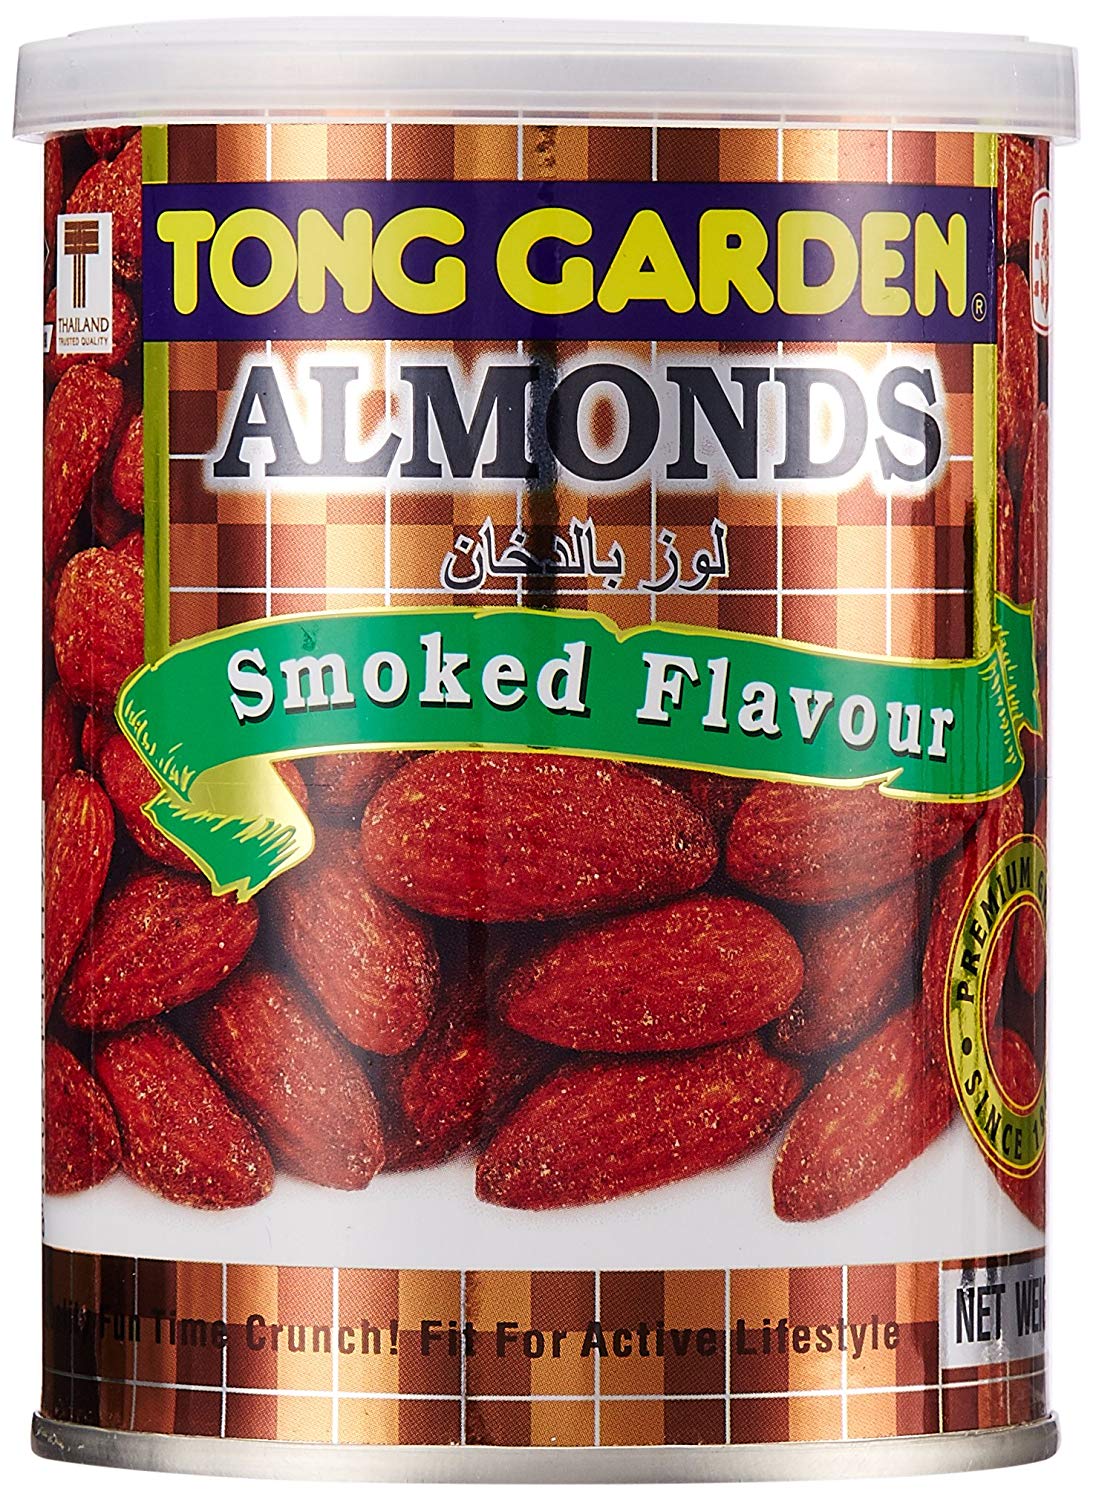 TONG GARDEN®
T
THAILAND
TRUSTED QUALITY
ALMONDS
لوز بالدخان
Smoked Flavour
PREMIUM
SINCE
Fun Time Crunch! Fit For Active Lifestyle
NET